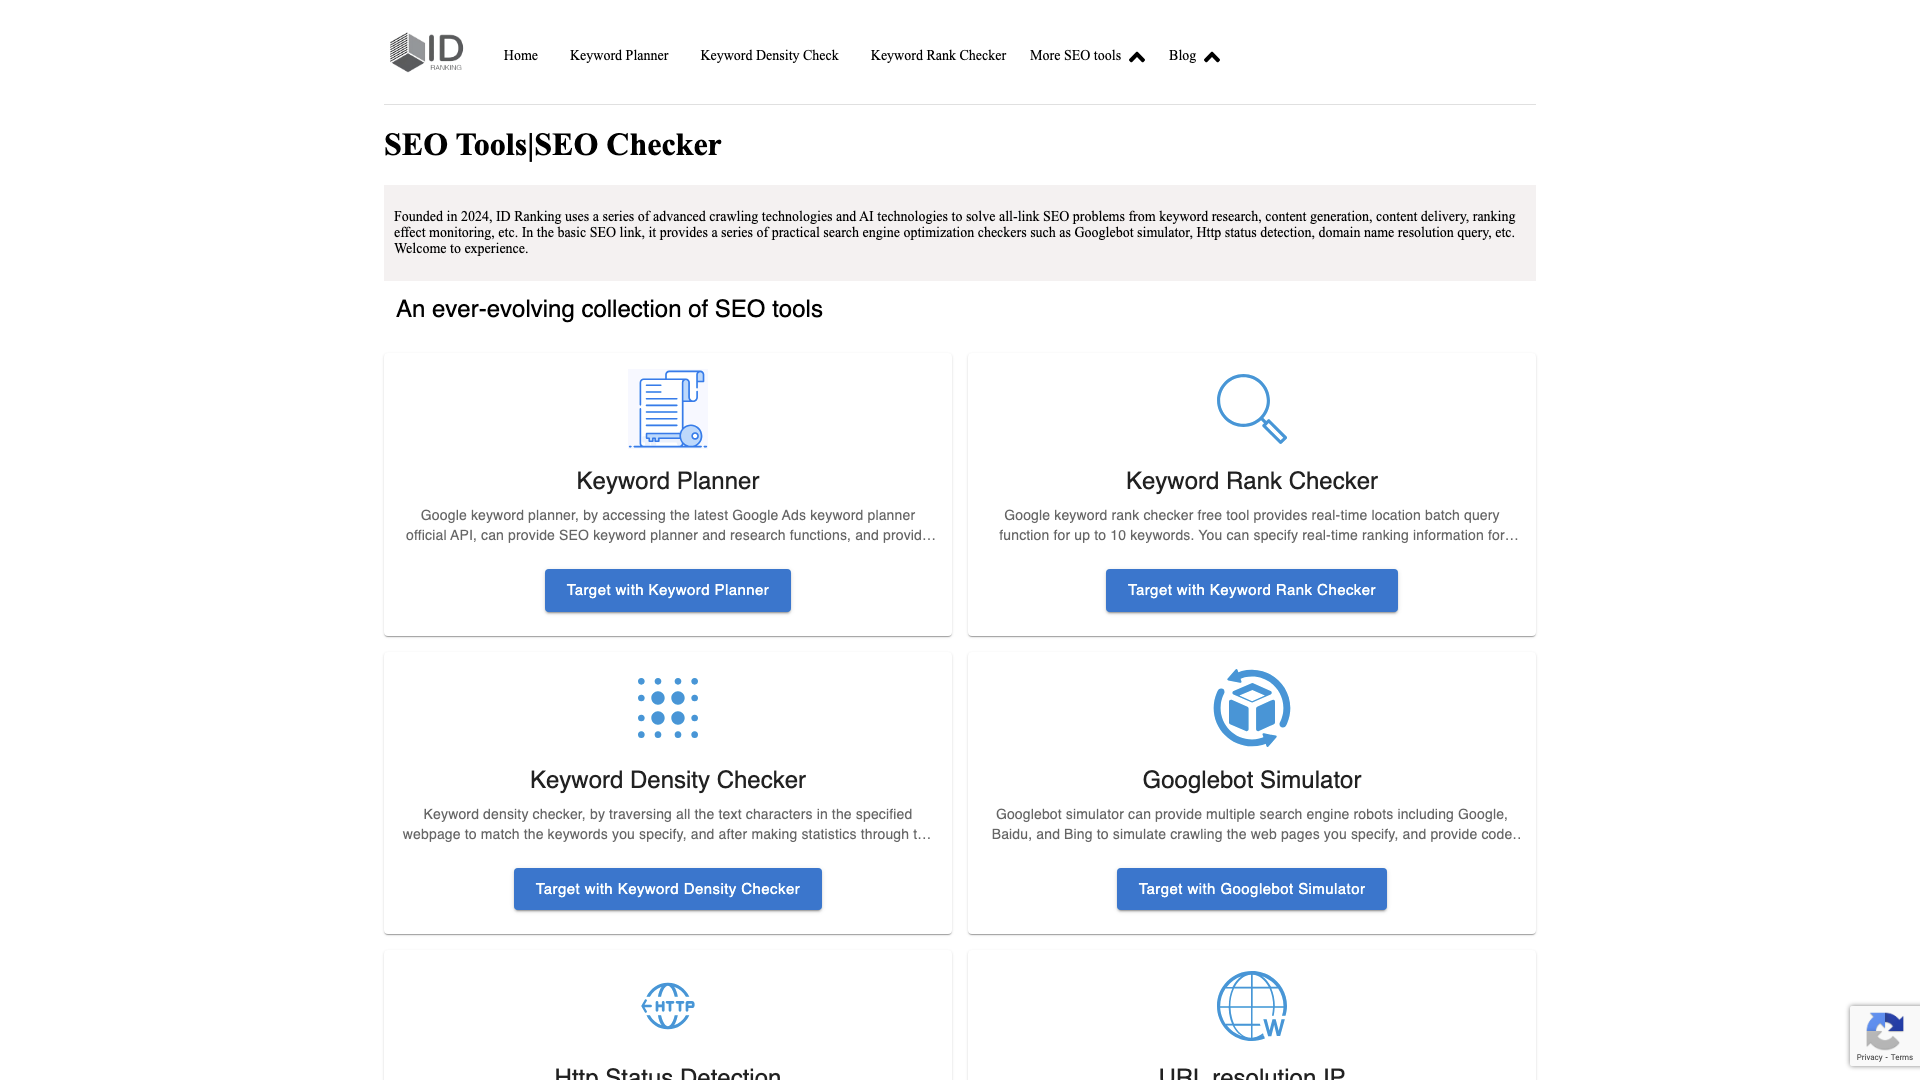 ID
RANKING
Home
Keyword Planner
Keyword Density Check
Keyword Rank Checker
More SEO tools
Blog
SEO Tools|SEO Checker
Founded in 2024, ID Ranking uses a series of advanced crawling technologies and AI technologies to solve all-link SEO problems from keyword research, content generation, content delivery, ranking
effect monitoring, etc. In the basic SEO link, it provides a series of practical search engine optimization checkers such as Googlebot simulator, Http status detection, domain name resolution query, etc.
Welcome to experience.
An ever-evolving collection of SEO tools
Keyword Planner
Google keyword planner, by accessing the latest Google Ads keyword planner
official API, can provide SEO keyword planner and research functions, and provid…
Target with Keyword Planner
Keyword Rank Checker
Google keyword rank checker free tool provides real-time location batch query
function for up to 10 keywords. You can specify real-time ranking information for…
Target with Keyword Rank Checker
Keyword Density Checker
Keyword density checker, by traversing all the text characters in the specified
webpage to match the keywords you specify, and after making statistics through t…
Target with Keyword Density Checker
Googlebot Simulator
Googlebot simulator can provide multiple search engine robots including Google,
Baidu, and Bing to simulate crawling the web pages you specify, and provide code..
Target with Googlebot Simulator
HTTP
Http Status Detection
W
URL resolution IP
Privacy - Terms